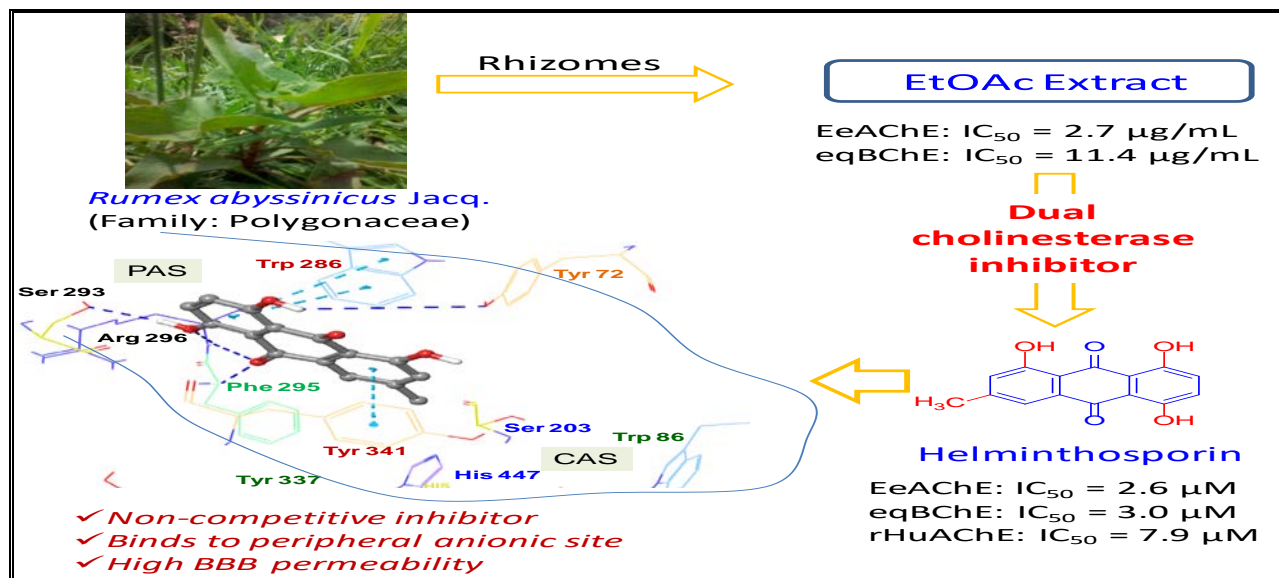 Rhizomes
EtOAc Extract
EeAChE: IC₅₀ = 2.7 µg/mL
eqBChE: IC₅₀ = 11.4 µg/mL
Rumex abyssinicus Jacq.
(Family: Polygonaceae)
Dual
cholinesterase
inhibitor
PAS
Trp 286
Tyr 72
Ser 293
Arg 296
Phe 295
Ser 203
Trp 86
Tyr 341
CAS
His 447
HIS
Tyr 337
OH
O
OH
H₃C
O
OH
Helminthosporin
EeAChE: IC₅₀ = 2.6 µM
eqBChE: IC₅₀ = 3.0 µM
rHuAChE: IC₅₀ = 7.9 µM
✓ Non-competitive inhibitor
✓ Binds to peripheral anionic site
✓ High BBB permeability